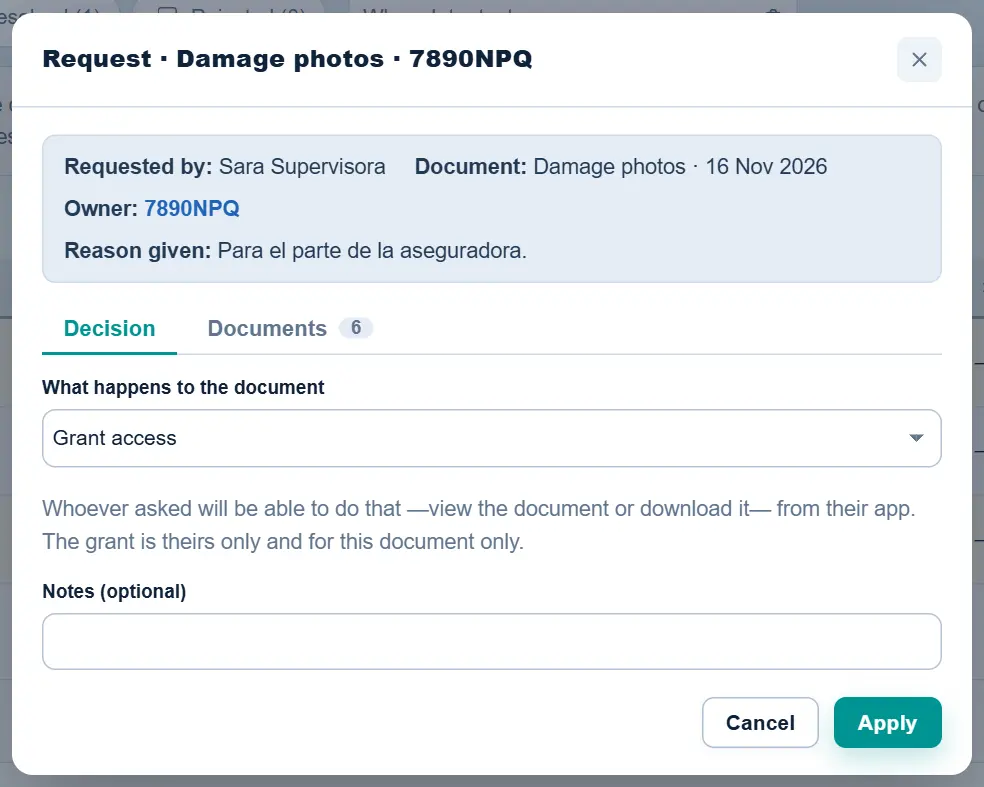 Request · Damage photos · 7890NPQ
Requested by: Sara Supervisora Document: Damage photos · 16 Nov 2026
Owner: 7890NPQ
Reason given: Para el parte de la aseguradora.
Decision Documents 6
What happens to the document
Grant access
Whoever asked will be able to do that —view the document or download it— from their app.
The grant is theirs only and for this document only.
Notes (optional)
Cancel Apply